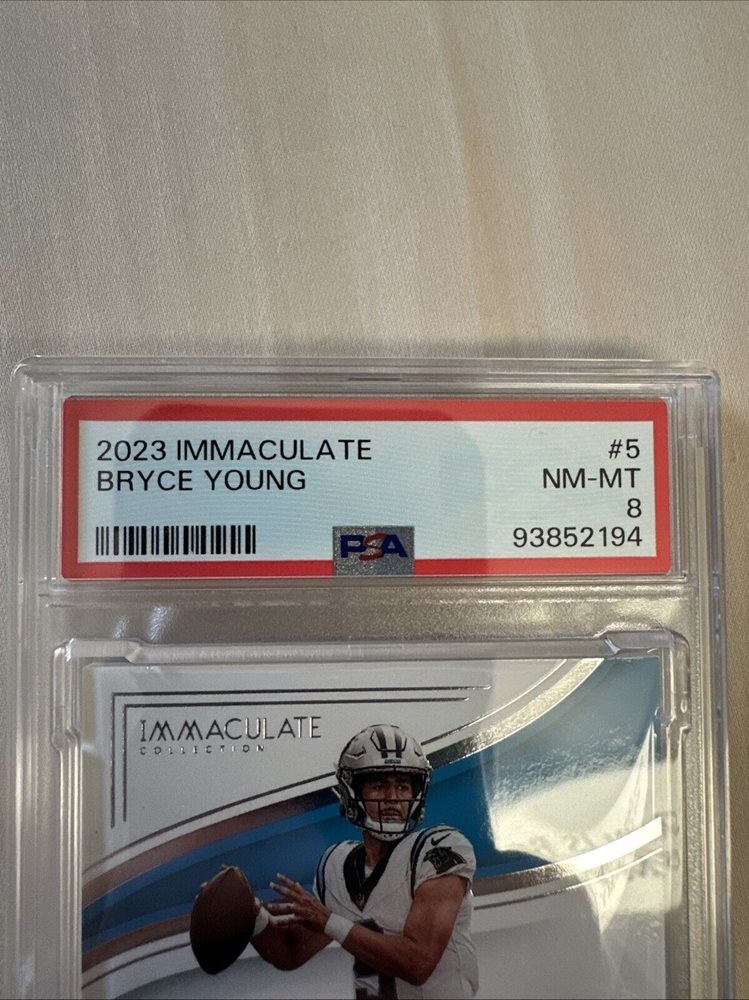 2023 IMMACULATE
#5
BRYCE YOUNG
NM-MT
8
PSA
93852194
IMMACULATE
COLLECTION